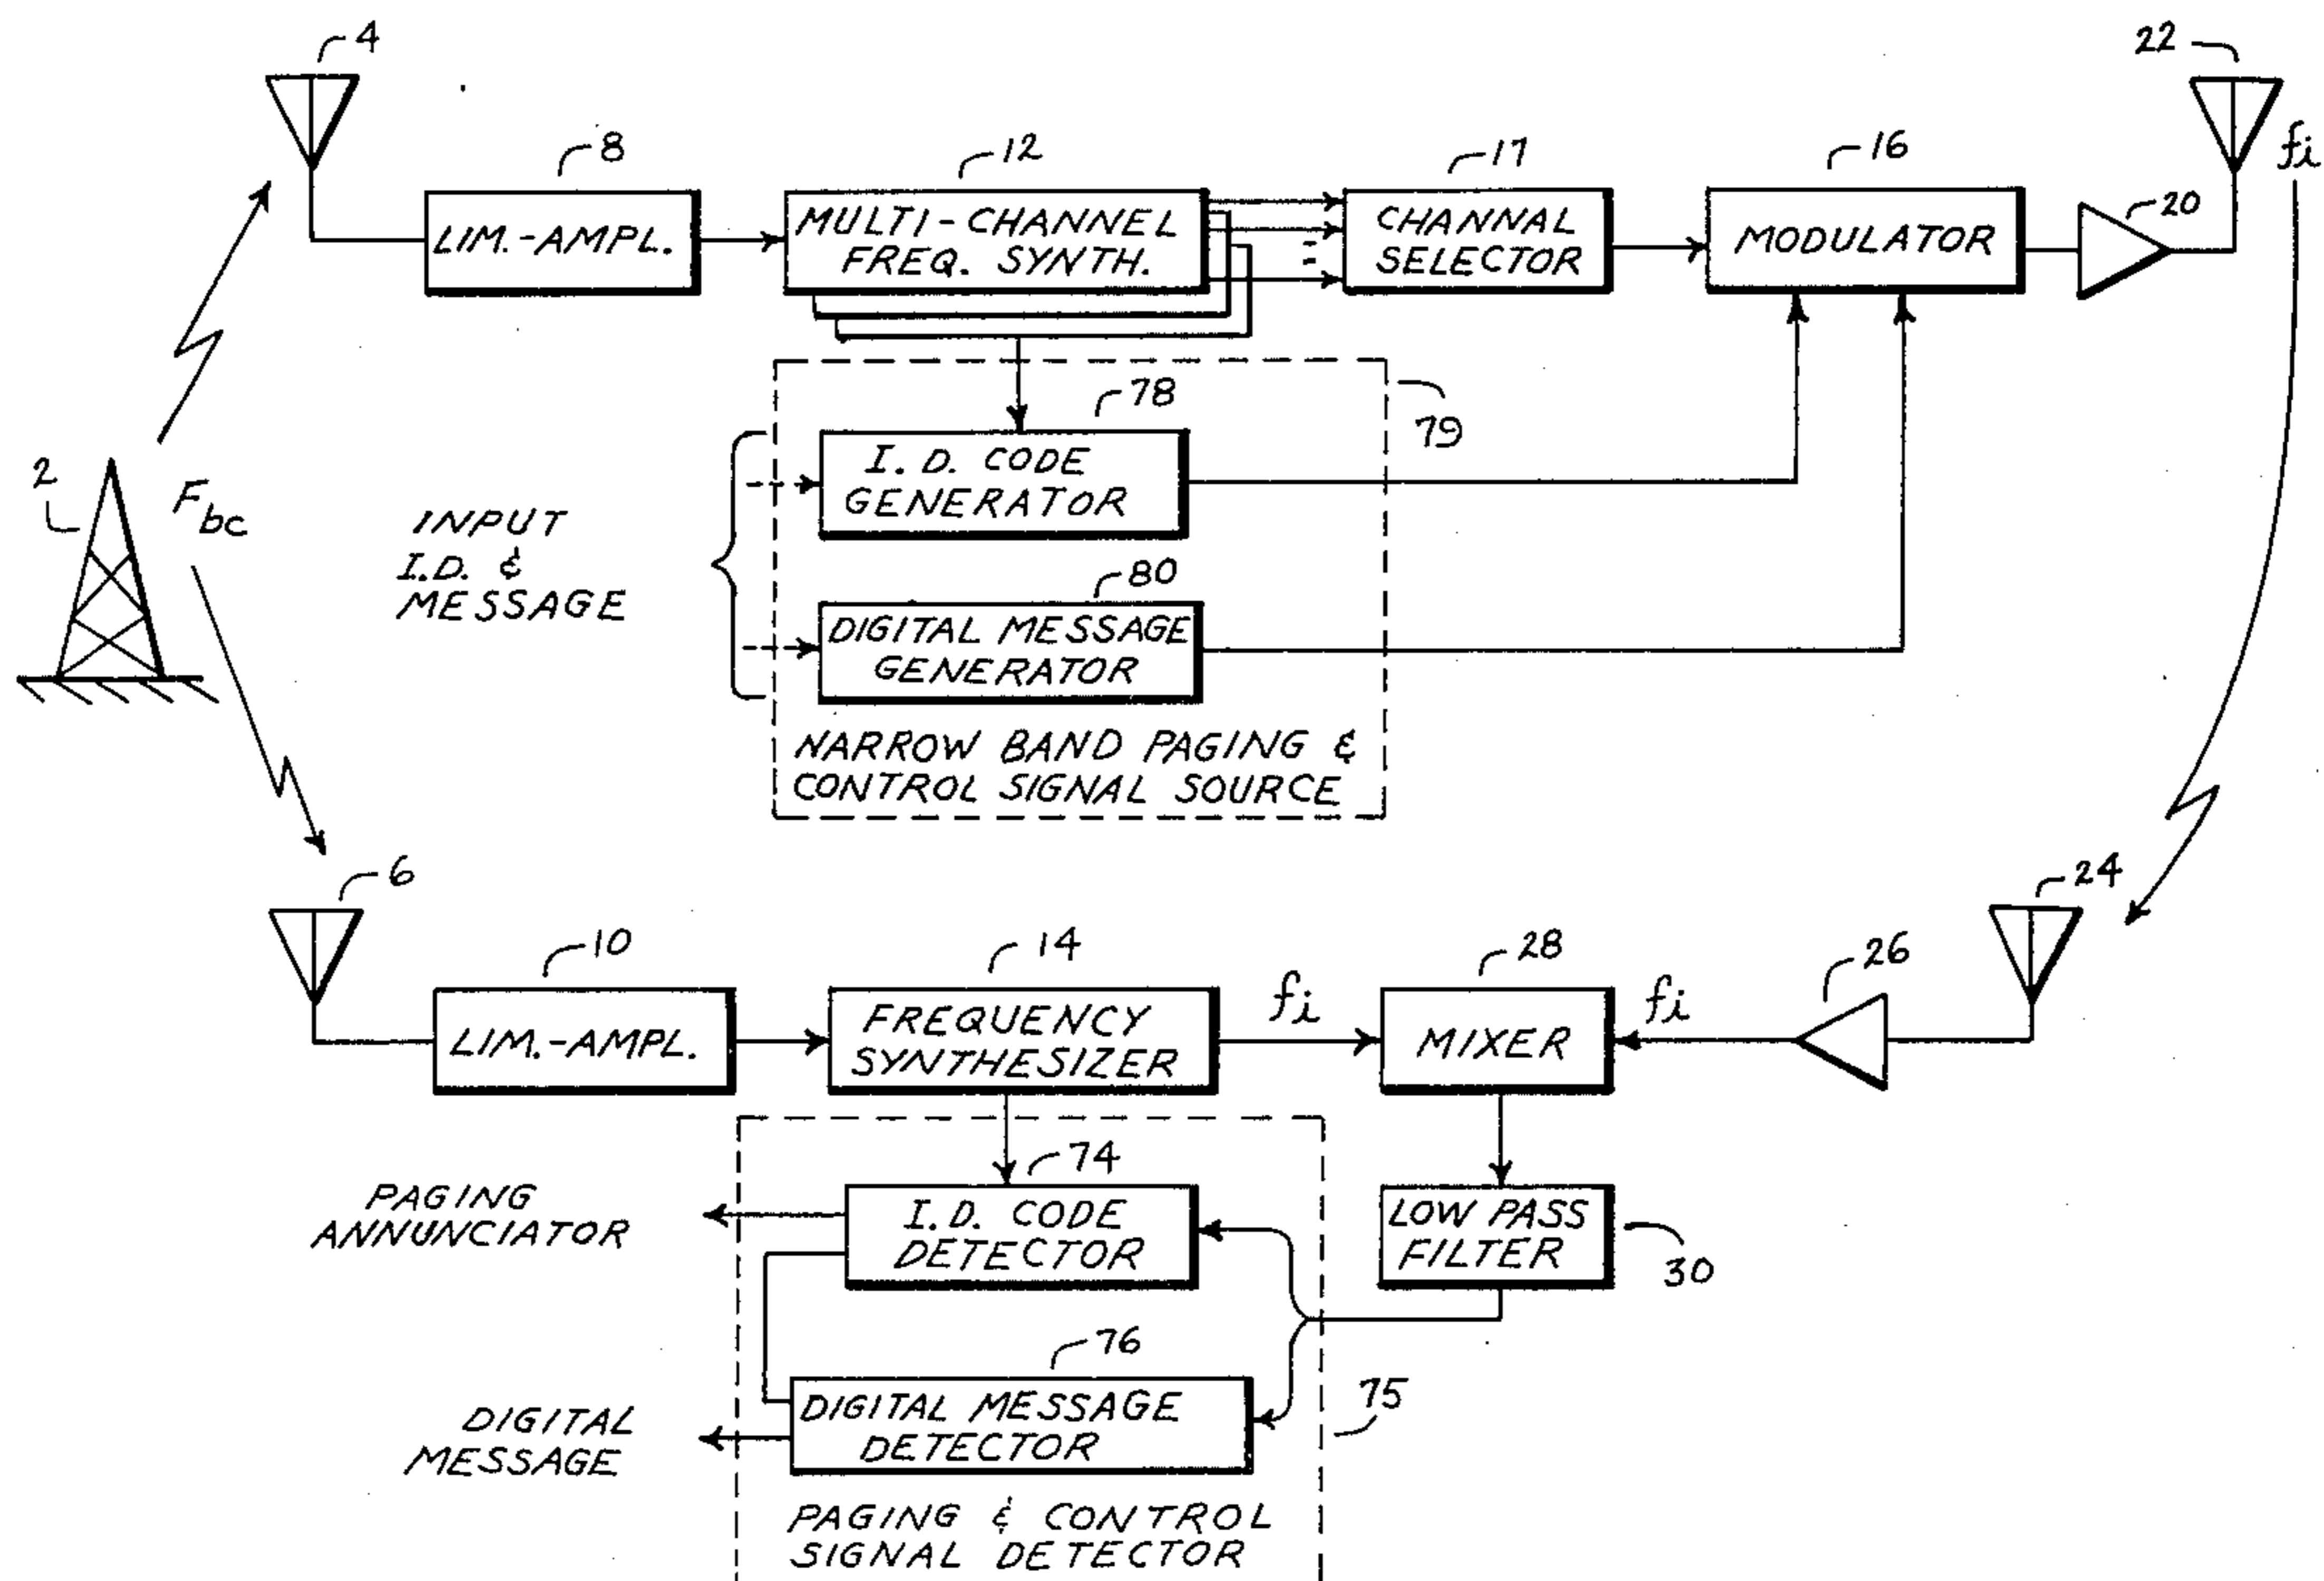 4
22
fi
8
12
17
16
20
LIM.-AMPL.
MULTI-CHANNEL
FREQ. SYNTH.
CHANNAL
SELECTOR
MODULATOR
78
79
2
Fbc
INPUT
I.D. &
MESSAGE
I.D. CODE
GENERATOR
80
DIGITAL MESSAGE
GENERATOR
NARROW BAND PAGING &
CONTROL SIGNAL SOURCE
6
24
10
14
28
26
LIM.-AMPL.
FREQUENCY
SYNTHESIZER
fi
MIXER
fi
74
PAGING
ANNUNCIATOR
I.D. CODE
DETECTOR
LOW PASS
FILTER
30
76
75
DIGITAL
MESSAGE
DIGITAL MESSAGE
DETECTOR
PAGING & CONTROL
SIGNAL DETECTOR